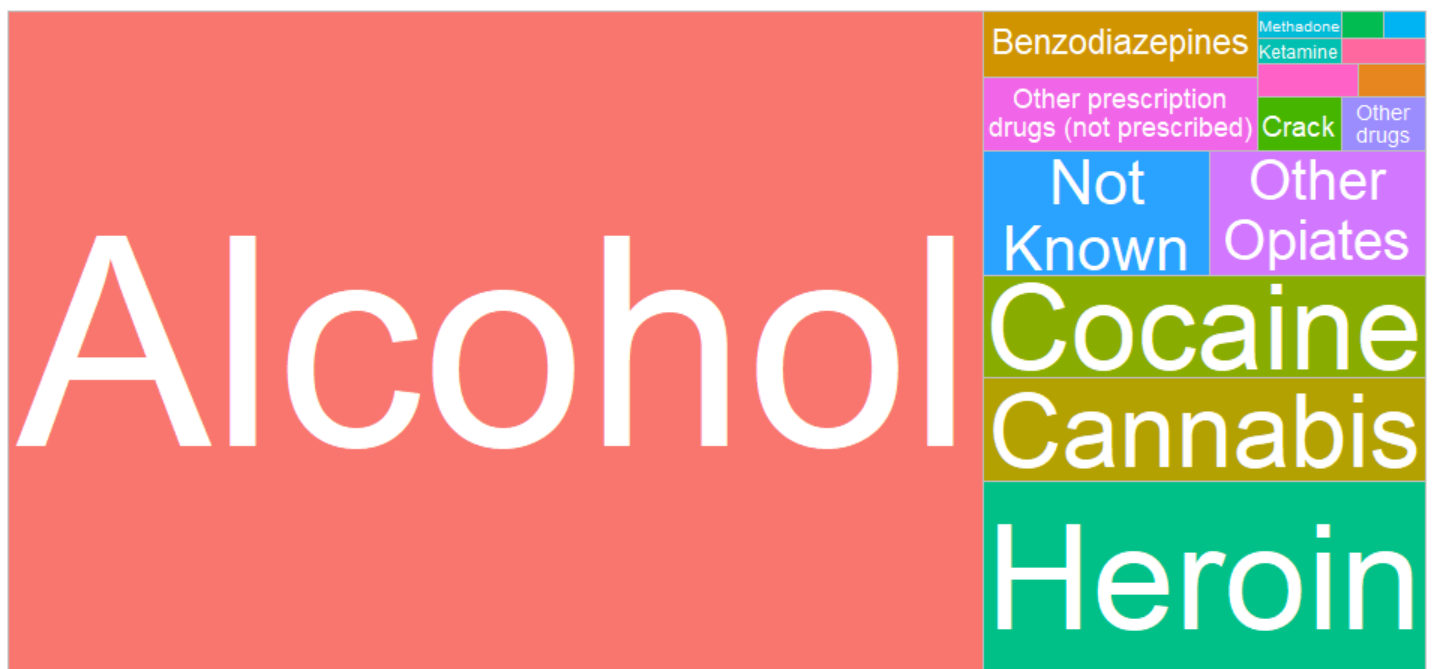 Alcohol
Benzodiazepines
Other prescription
drugs (not prescribed)
Methadone
Ketamine
Crack
Other
drugs
Not
Known
Other
Opiates
Cocaine
Cannabis
Heroin